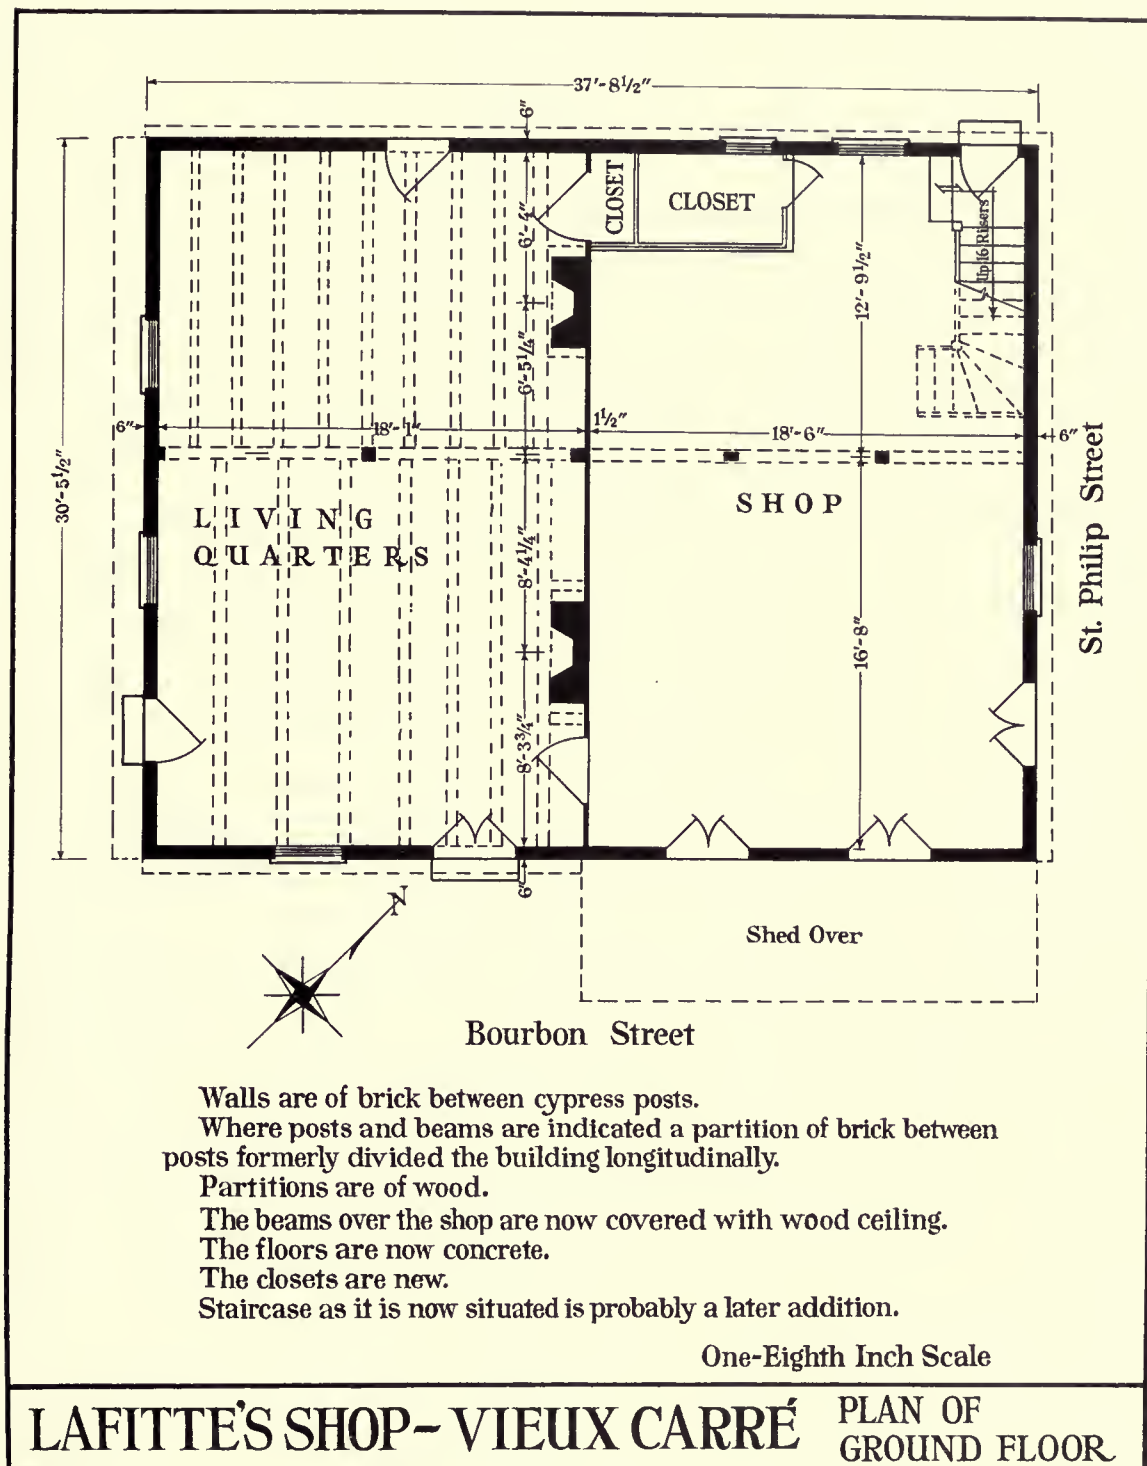 37'-8½"
6"
CLOSET
CLOSET
6'-4"
12'-9½"
Up 16 Risers
6'-5¼"
6"
18'-1"
1½"
18'-6"
6"
30'-5½"
St. Philip Street
LIVING
QUARTERS
SHOP
8'-4¼"
16'-8"
8'-3¾"
6"
N
Shed Over
Bourbon Street
Walls are of brick between cypress posts.
Where posts and beams are indicated a partition of brick between
posts formerly divided the building longitudinally.
Partitions are of wood.
The beams over the shop are now covered with wood ceiling.
The floors are now concrete.
The closets are new.
Staircase as it is now situated is probably a later addition.
One-Eighth Inch Scale
LAFITTE'S SHOP~VIEUX CARRÉ
PLAN OF
GROUND FLOOR